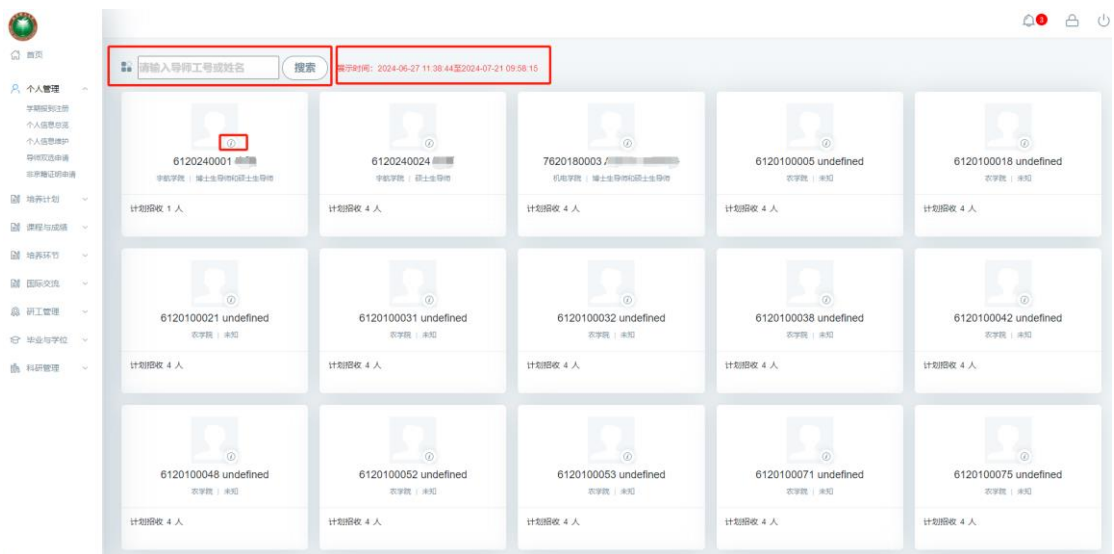 3
首页
请输入导师工号或姓名
搜索
展示时间：2024-06-27 11:38:44至2024-07-21 09:58:15
个人管理
学期报到注册
个人信息总览
个人信息维护
导师双选申请
在京籍证明申请
培养计划
课程与成绩
培养环节
国际交流
研工管理
毕业与学位
科研管理
6120240001
宇航学院 | 博士生导师和硕士生导师
计划招收 1 人
6120240024
宇航学院 | 硕士生导师
计划招收 4 人
7620180003 /
机电学院 | 博士生导师和硕士生导师
计划招收 4 人
6120100005 undefined
农学院 | 未知
计划招收 4 人
6120100018 undefined
农学院 | 未知
计划招收 4 人
6120100021 undefined
农学院 | 未知
计划招收 4 人
6120100031 undefined
农学院 | 未知
计划招收 4 人
6120100032 undefined
农学院 | 未知
计划招收 4 人
6120100038 undefined
农学院 | 未知
计划招收 4 人
6120100042 undefined
农学院 | 未知
计划招收 4 人
6120100048 undefined
农学院 | 未知
计划招收 4 人
6120100052 undefined
农学院 | 未知
计划招收 4 人
6120100053 undefined
农学院 | 未知
计划招收 4 人
6120100071 undefined
农学院 | 未知
计划招收 4 人
6120100075 undefined
农学院 | 未知
计划招收 4 人